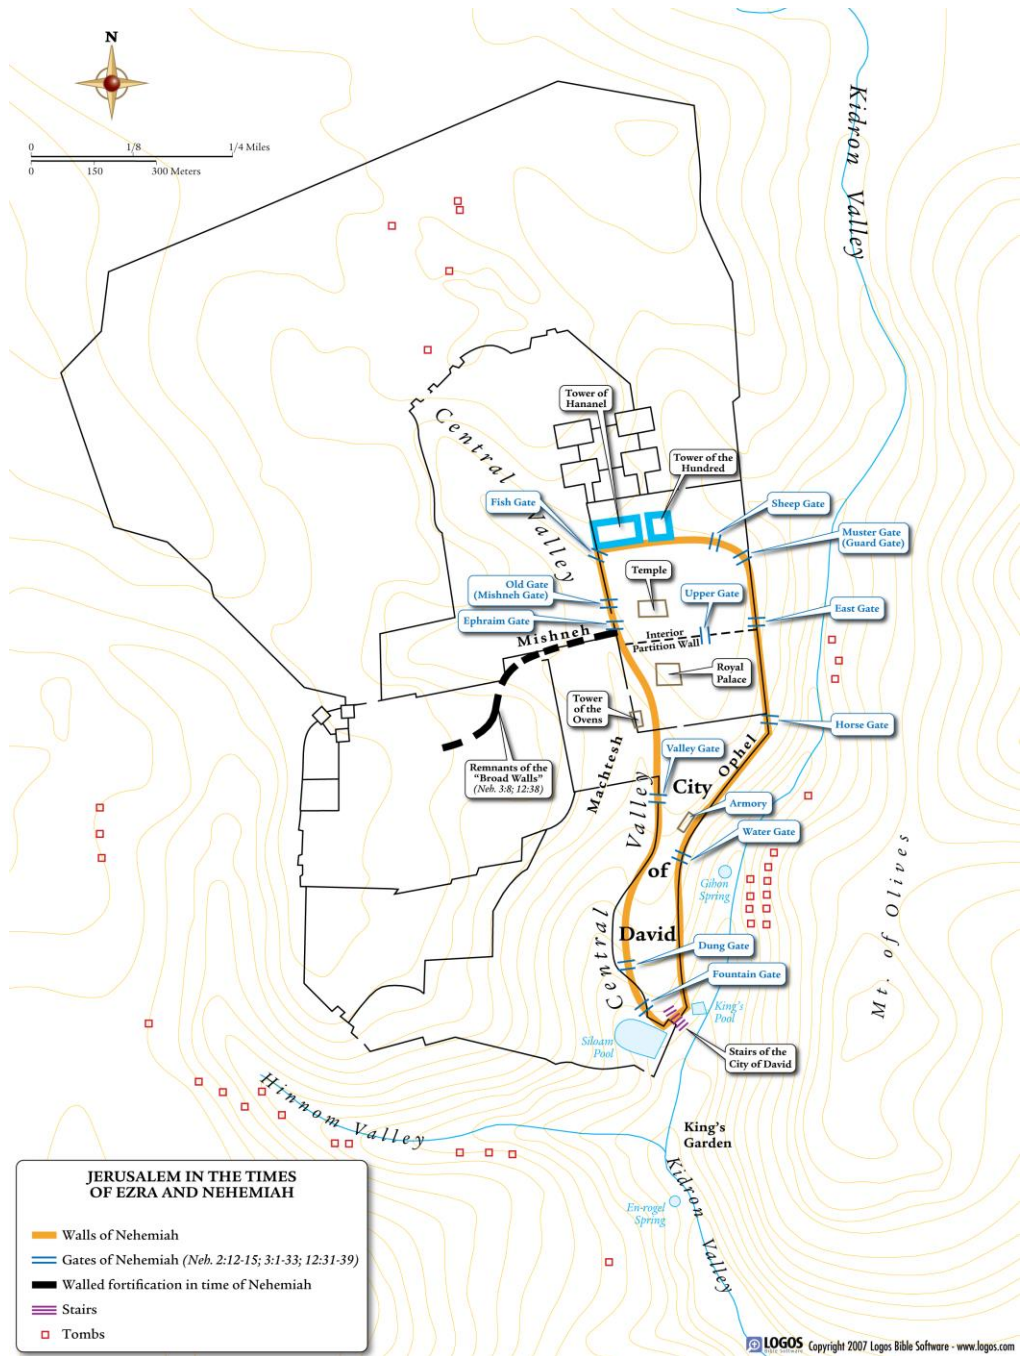 N
0 1/8 1/4 Miles
0 150 300 Meters
Kidron Valley
Central Valley
Tower of
Hananel
Tower of the
Hundred
Fish Gate
Sheep Gate
Muster Gate
(Guard Gate)
Temple
Old Gate
(Mishneh Gate)
Upper Gate
East Gate
Ephraim Gate
Mishneh
Interior
Partition Wall
Royal
Palace
Tower
of the
Ovens
Horse Gate
Remnants of the
"Broad Walls"
(Neh. 3:8; 12:38)
Machtesh
Valley Gate
Ophel
City
of
David
Armory
Water Gate
Central Valley
Gihon
Spring
Mt. of Olives
Dung Gate
Fountain Gate
King's
Pool
Siloam
Pool
Stairs of the
City of David
Hinnom Valley
King's
Garden
Kidron Valley
En-rogel
Spring
JERUSALEM IN THE TIMES
OF EZRA AND NEHEMIAH
Walls of Nehemiah
Gates of Nehemiah (Neh. 2:12-15; 3:1-33; 12:31-39)
Walled fortification in time of Nehemiah
Stairs
Tombs
LOGOS Copyright 2007 Logos Bible Software - www.logos.com
Bible Software